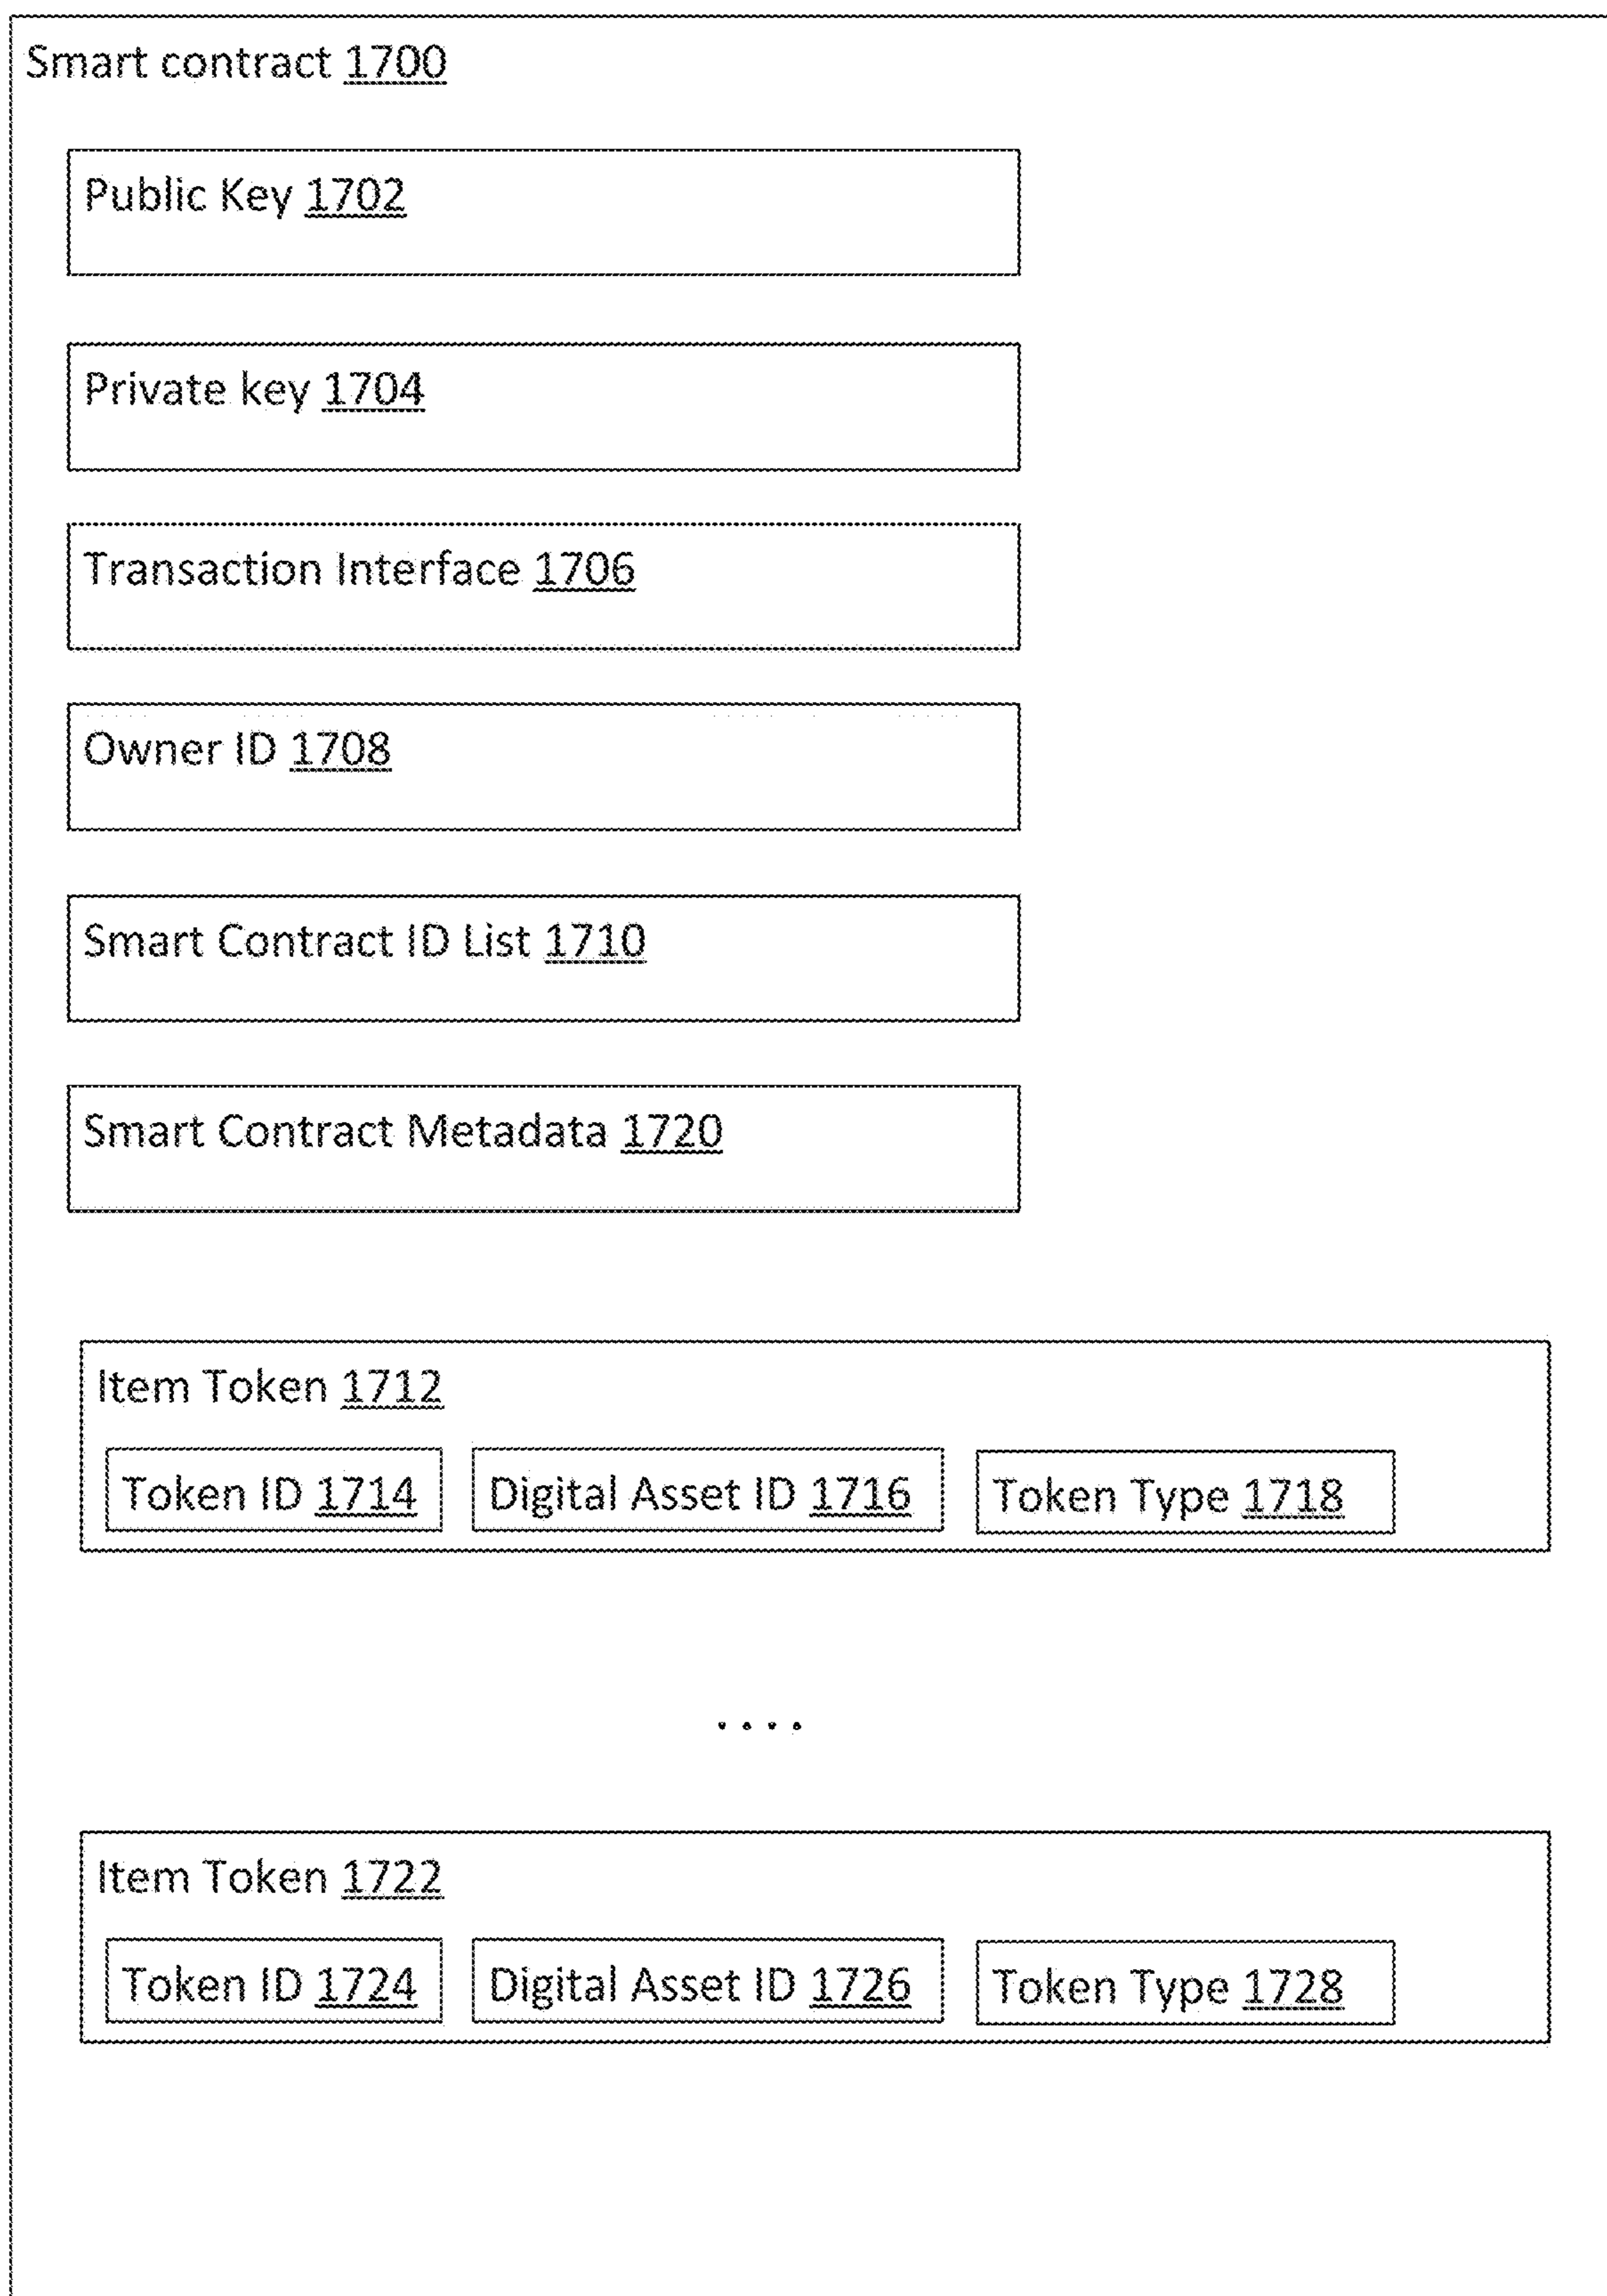 Smart contract 1700
Public Key 1702
Private key 1704
Transaction Interface 1706
Owner ID 1708
Smart Contract ID List 1710
Smart Contract Metadata 1720
Item Token 1712
Token ID 1714 Digital Asset ID 1716 Token Type 1718
....
Item Token 1722
Token ID 1724 Digital Asset ID 1726 Token Type 1728